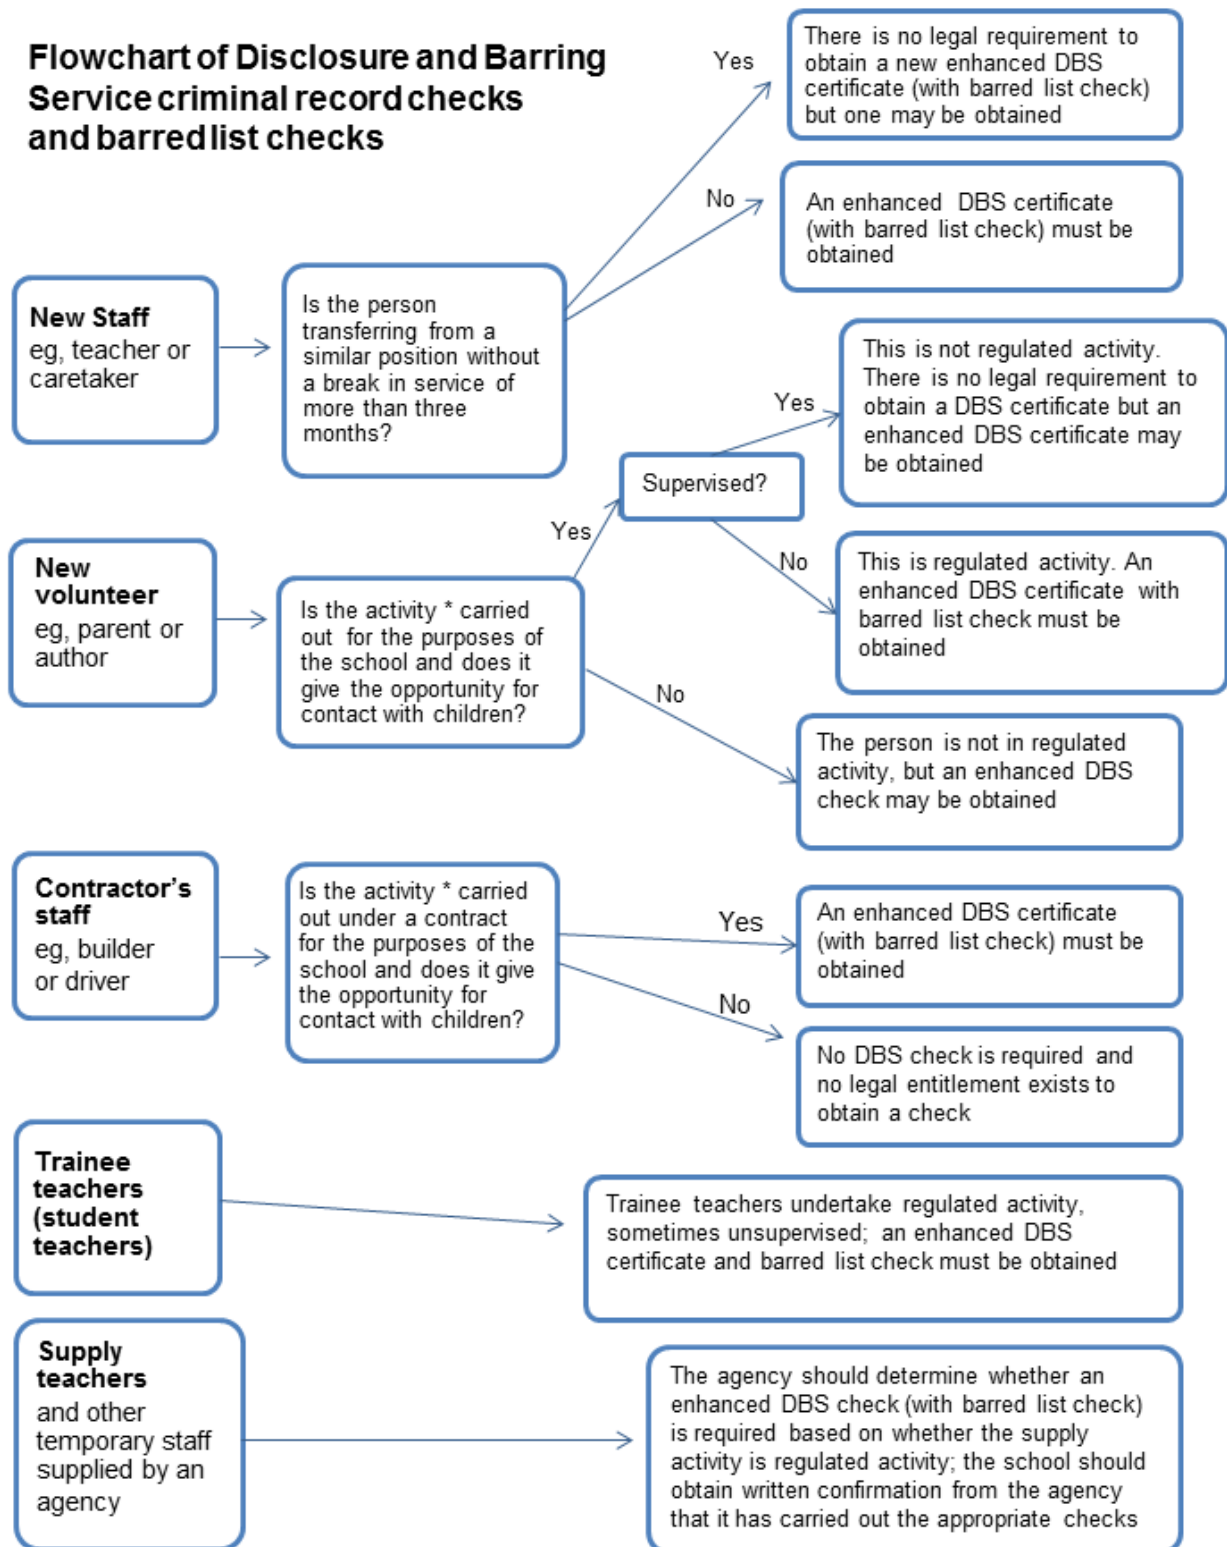 Flowchart of Disclosure and Barring
Service criminal record checks
and barred list checks
Yes
There is no legal requirement to
obtain a new enhanced DBS
certificate (with barred list check)
but one may be obtained
No
An enhanced DBS certificate
(with barred list check) must be
obtained
New Staff
eg, teacher or
caretaker
Is the person
transferring from a
similar position without
a break in service of
more than three
months?
New
volunteer
eg, parent or
author
Is the activity * carried
out for the purposes of
the school and does it
give the opportunity for
contact with children?
Yes
Supervised?
Yes
This is not regulated activity.
There is no legal requirement to
obtain a DBS certificate but an
enhanced DBS certificate may
be obtained
No
This is regulated activity. An
enhanced DBS certificate with
barred list check must be
obtained
No
The person is not in regulated
activity, but an enhanced DBS
check may be obtained
Contractor's
staff
eg, builder
or driver
Is the activity * carried
out under a contract
for the purposes of the
school and does it give
the opportunity for
contact with children?
Yes
An enhanced DBS certificate
(with barred list check) must be
obtained
No
No DBS check is required and
no legal entitlement exists to
obtain a check
Trainee
teachers
(student
teachers)
Trainee teachers undertake regulated activity,
sometimes unsupervised; an enhanced DBS
certificate and barred list check must be obtained
Supply
teachers
and other
temporary staff
supplied by an
agency
The agency should determine whether an
enhanced DBS check (with barred list check)
is required based on whether the supply
activity is regulated activity; the school should
obtain written confirmation from the agency
that it has carried out the appropriate checks